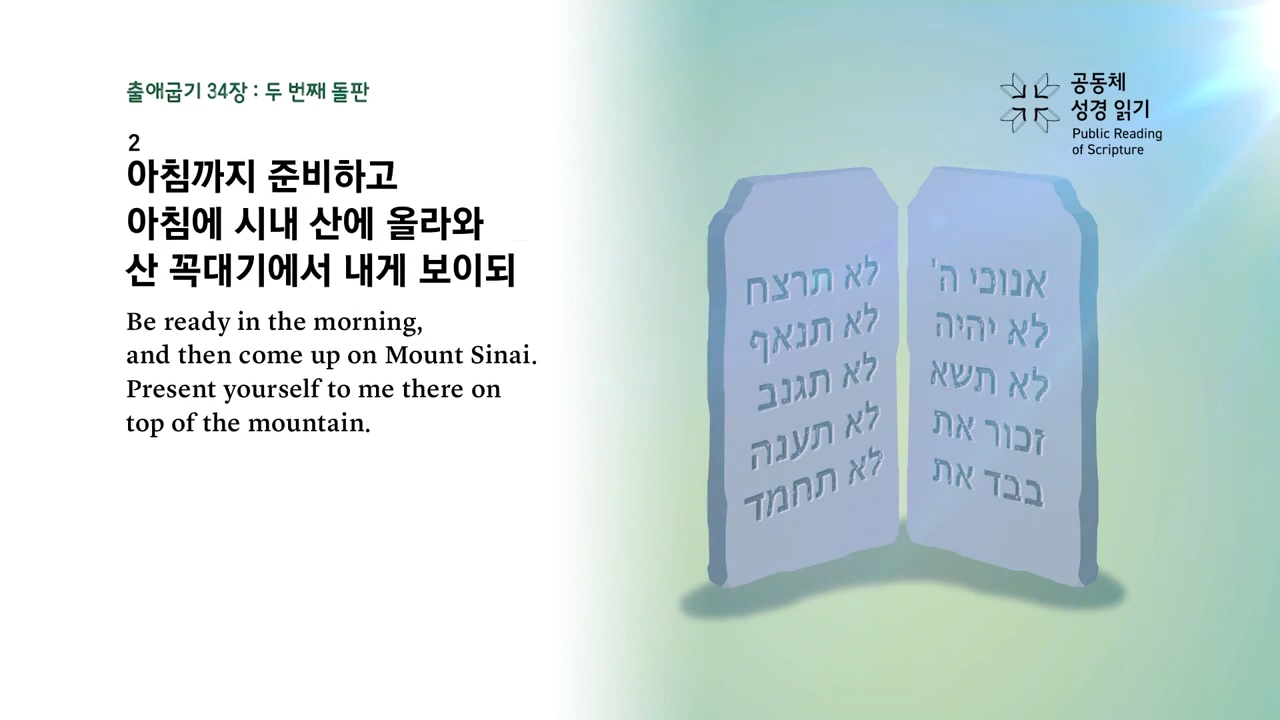 출애굽기 34장 : 두 번째 돌판
2
아침까지 준비하고
아침에 시내 산에 올라와
산 꼭대기에서 내게 보이되
Be ready in the morning,
and then come up on Mount Sinai.
Present yourself to me there on
top of the mountain.
공동체
성경 읽기
Public Reading
of Scripture
אנוכי ה'
לא יהיה
לא תשא
זכור את
בבד את
לא תרצח
לא תנאף
לא תגנב
לא תענה
לא תחמד